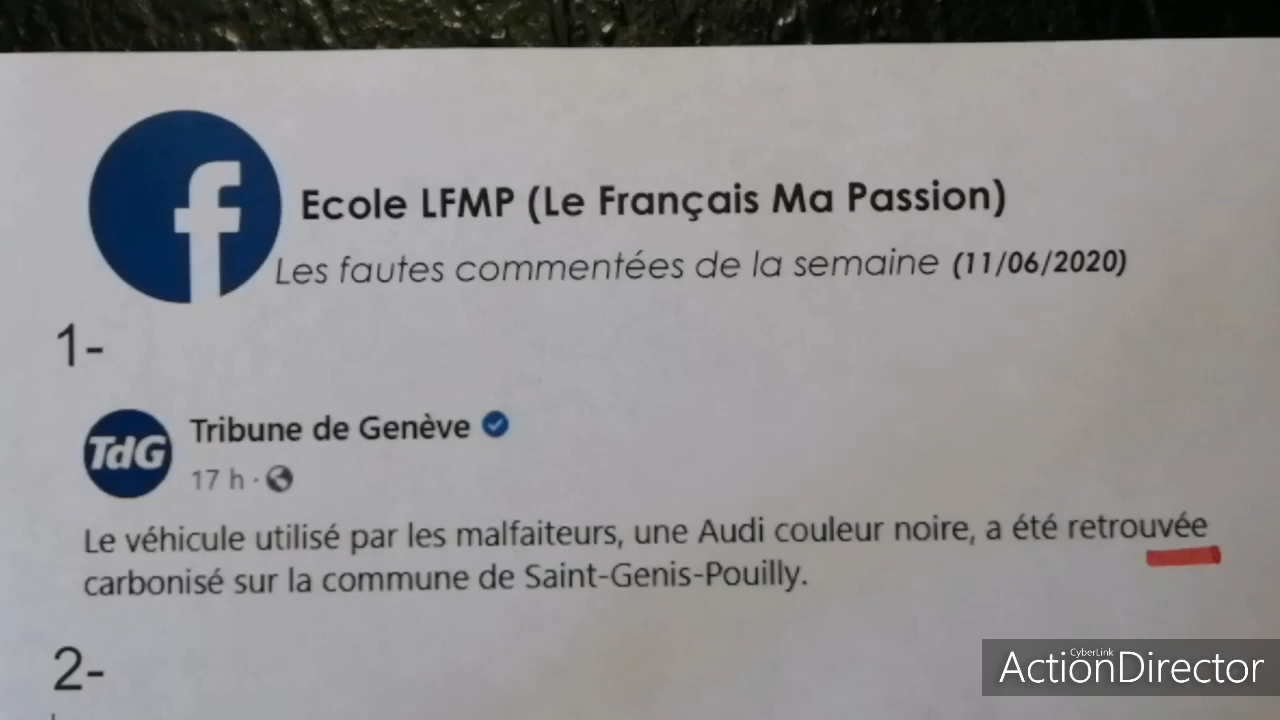 f
Ecole LFMP (Le Français Ma Passion)
Les fautes commentées de la semaine (11/06/2020)
1-
TdG
Tribune de Genève
17 h ·
Le véhicule utilisé par les malfaiteurs, une Audi couleur noire, a été retrouvée
carbonisé sur la commune de Saint-Genis-Pouilly.
2-
CyberLink
ActionDirector